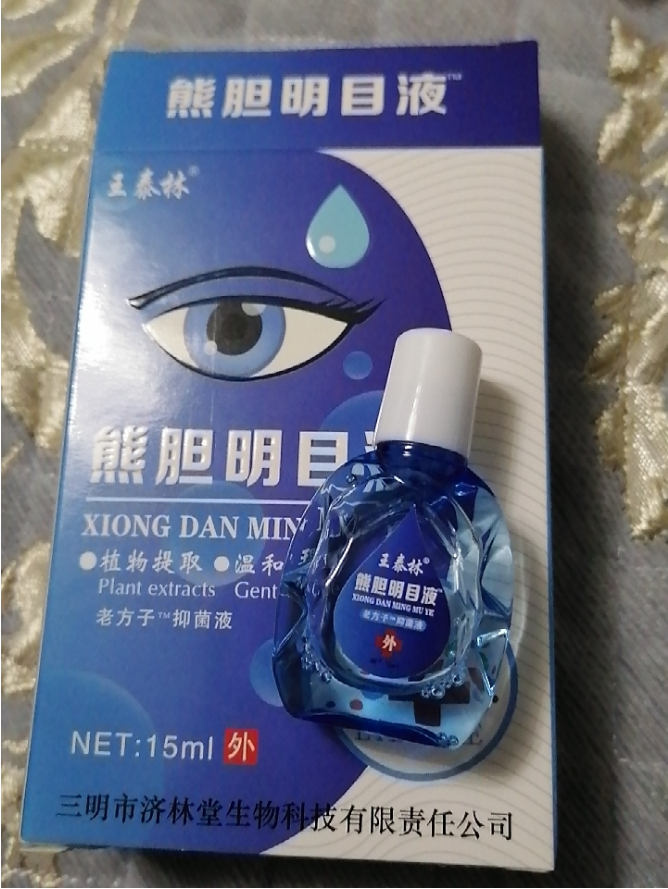 熊胆明目液™
王泰林®
熊胆明目
XIONG DAN MIN
●植物提取 ●温和
Plant extracts Gent
老方子™抑菌液
王泰林®
熊胆明目液™
XIONG DAN MING MU YE
老方子™抑菌液
外
NET:15ml 外
三明市济林堂生物科技有限责任公司